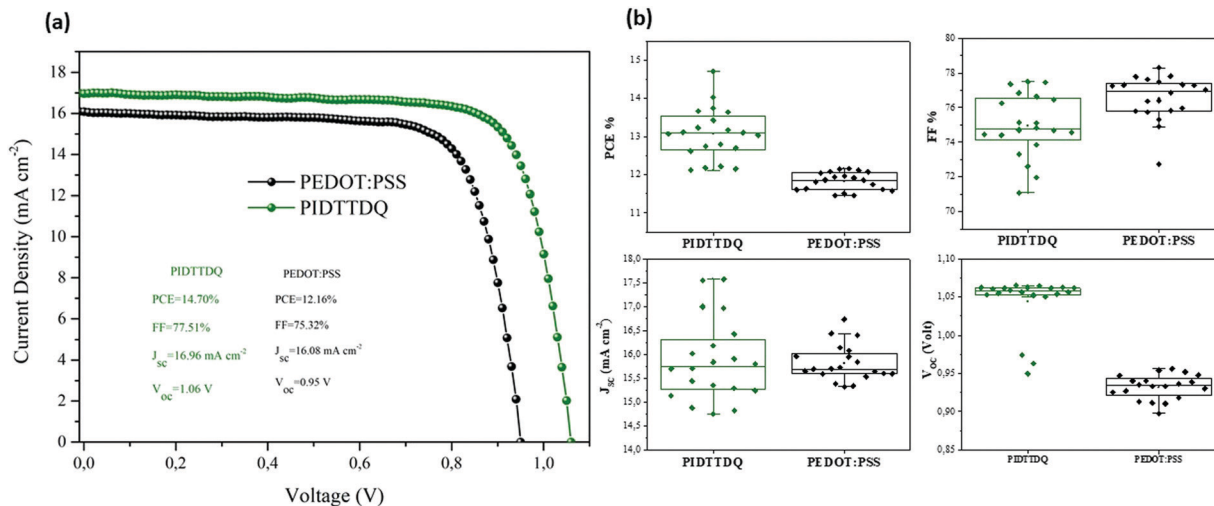 (a)
18
16
14
12
10
8
6
4
2
0
Current Density (mA cm-2)
PEDOT:PSS
PIDTTDQ
PIDTTDQ
PCE=14.70%
FF=77.51%
Jsc=16.96 mA cm-2
Voc=1.06 V
PEDOT:PSS
PCE=12.16%
FF=75.32%
Jsc=16.08 mA cm-2
Voc=0.95 V
0,0 0,2 0,4 0,6 0,8 1,0
Voltage (V)
(b)
15
14
13
12
11
PCE %
PIDTTDQ PEDOT:PSS
80
78
76
74
72
70
FF %
PIDTTDQ PEDOT:PSS
18,0
17,5
17,0
16,5
16,0
15,5
15,0
14,5
14,0
JSC (mA cm-2)
PIDTTDQ PEDOT:PSS
1,10
1,05
1,00
0,95
0,90
0,85
VOC (Volt)
PIDTTDQ PEDOT:PSS